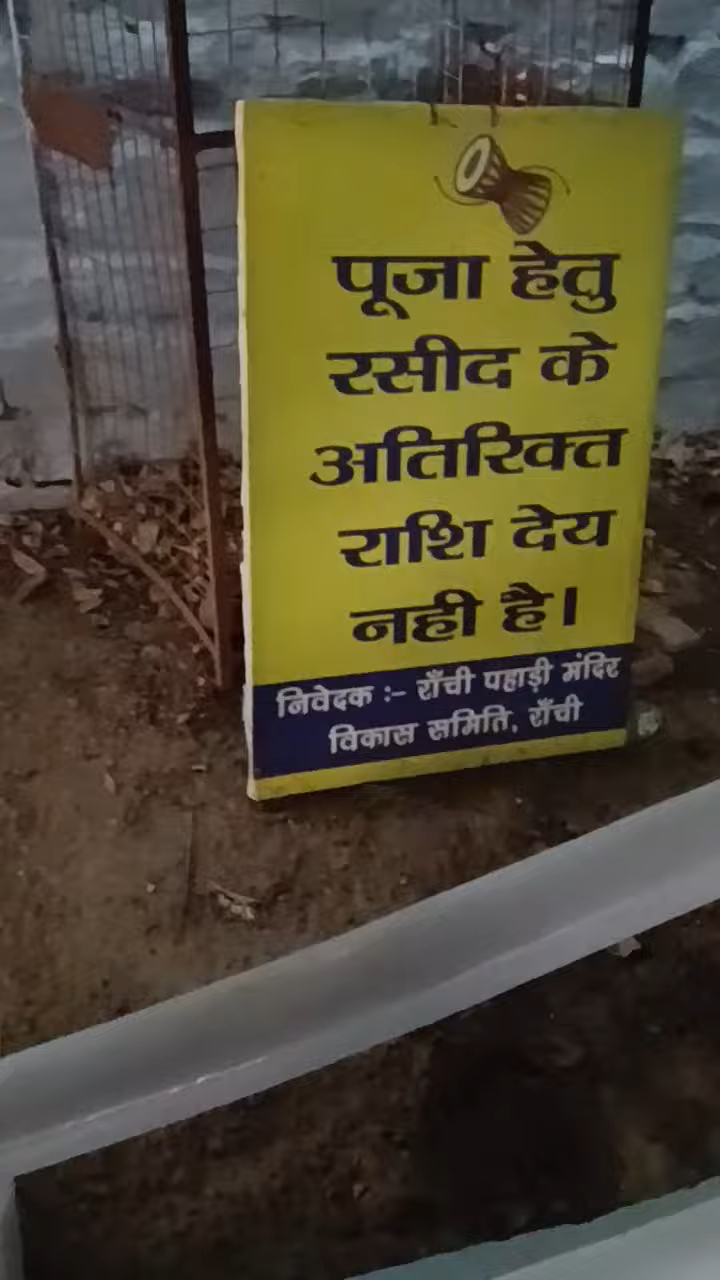 पूजा हेतु
रसीद के
अतिरिक्त
राशि देय
नही है।
निवेदक :- राँची पहाड़ी मंदिर
विकास समिति, राँची